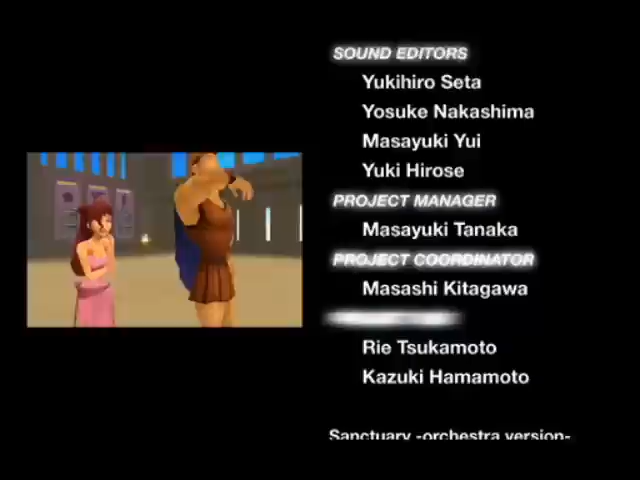 SOUND EDITORS
Yukihiro Seta
Yosuke Nakashima
Masayuki Yui
Yuki Hirose
PROJECT MANAGER
Masayuki Tanaka
PROJECT COORDINATOR
Masashi Kitagawa
Rie Tsukamoto
Kazuki Hamamoto
Sanctuary -orchestra version-